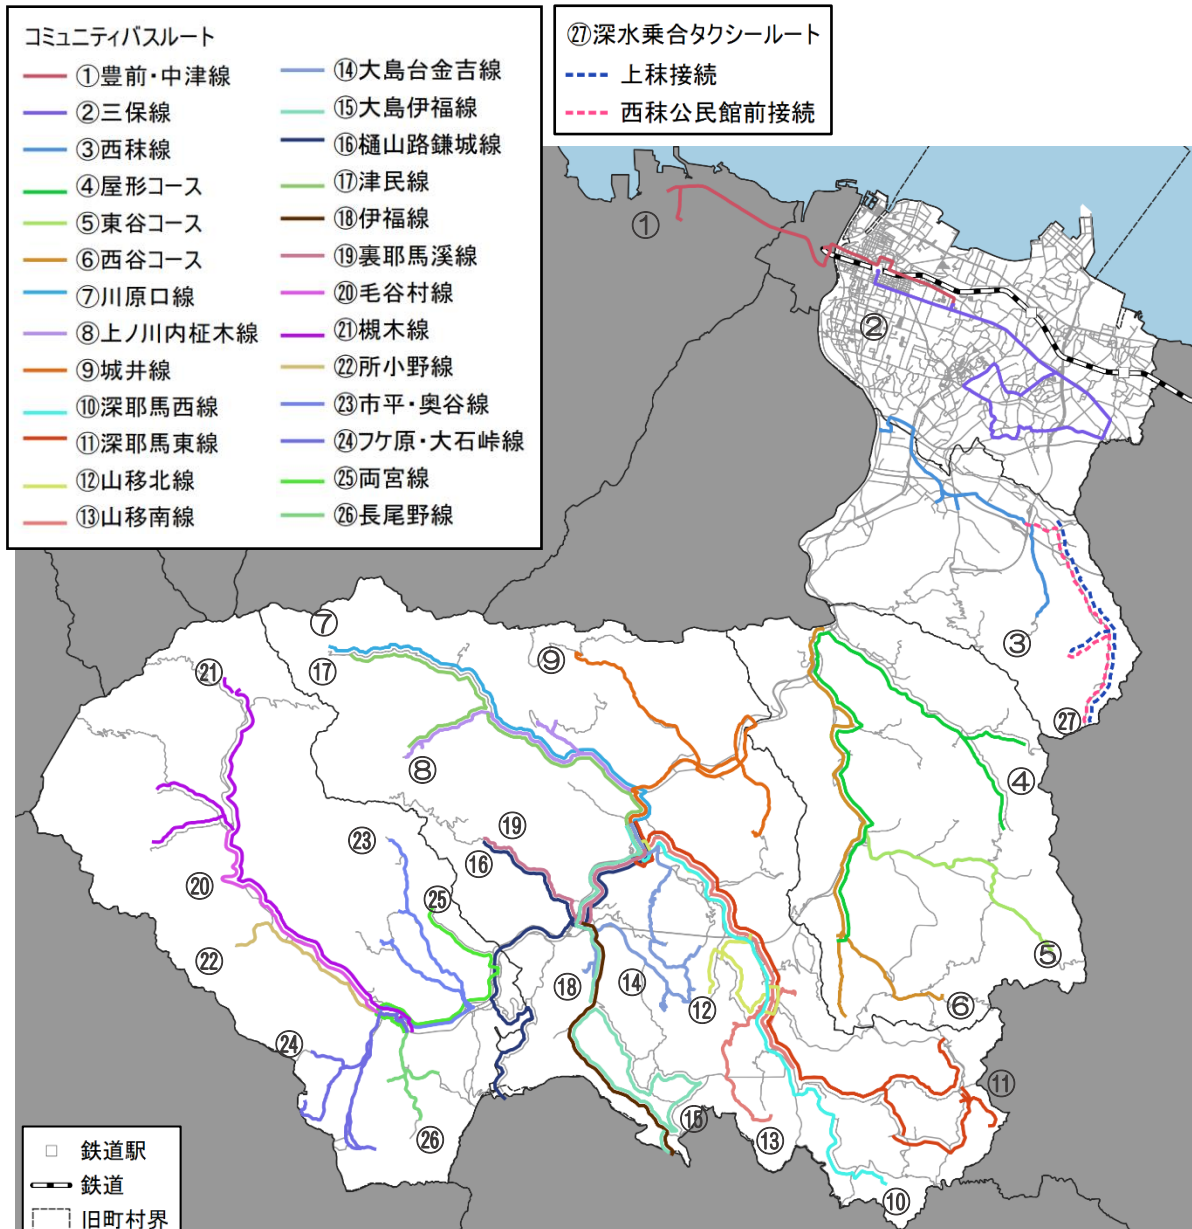 コミュニティバスルート
①豊前・中津線
②三保線
③西秣線
④屋形コース
⑤東谷コース
⑥西谷コース
⑦川原口線
⑧上ノ川内柾木線
⑨城井線
⑩深耶馬西線
⑪深耶馬東線
⑫山移北線
⑬山移南線
⑭大島台金吉線
⑮大島伊福線
⑯樋山路鎌城線
⑰津民線
⑱伊福線
⑲裏耶馬溪線
⑳毛谷村線
㉑槻木線
㉒所小野線
㉓市平・奥谷線
㉔フケ原・大石峠線
㉕両宮線
㉖長尾野線
㉗深水乗合タクシールート
上秣接続
西秣公民館前接続
①
②
③
㉗
⑦
⑰
⑨
㉑
⑧
④
⑲
⑯
㉓
⑳
㉕
㉒
⑱
⑭
⑫
⑤
⑥
㉔
⑪
⑮
⑬
㉖
⑩
鉄道駅
鉄道
旧町村界